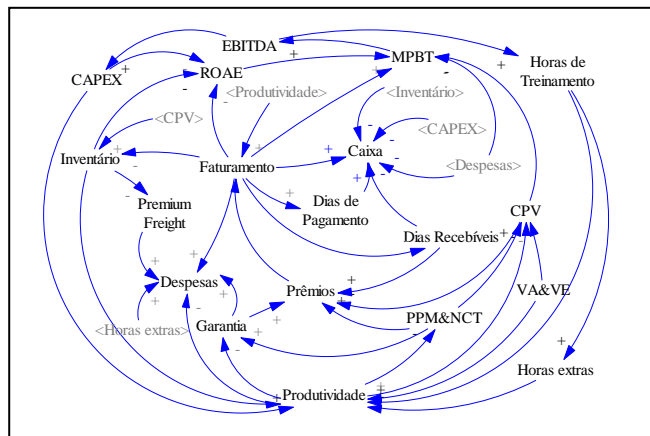 EBITDA
MPBT
Horas de
Treinamento
CAPEX
ROAE
<Produtividade>
<Inventário>
<CPV>
<CAPEX>
Inventário
Faturamento
Caixa
<Despesas>
Premium
Freight
Dias de
Pagamento
CPV
Dias Recebíveis
Despesas
Prêmios
VA&VE
<Horas extras>
Garantia
PPM&NCT
Horas extras
Produtividade